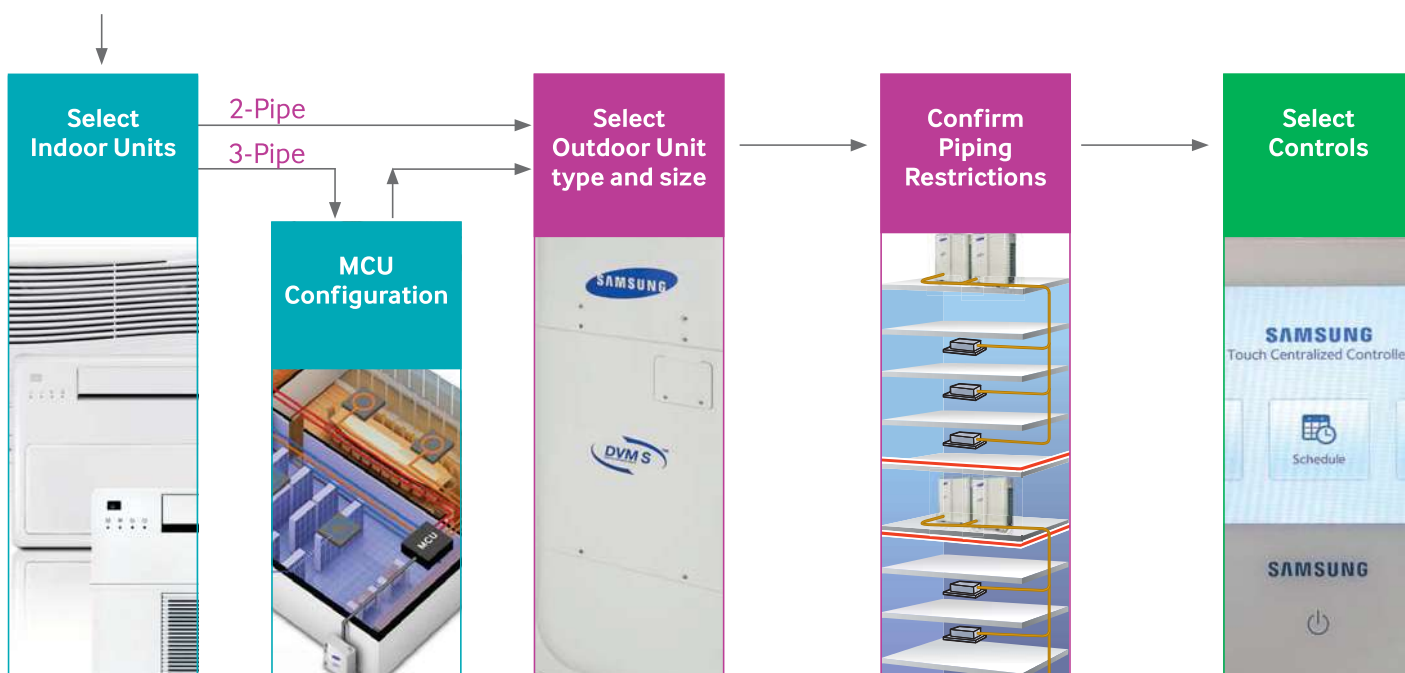 Select
Indoor Units
2-Pipe
3-Pipe
MCU
Configuration
MCU
Select
Outdoor Unit
type and size
SAMSUNG
DVM S
Confirm
Piping
Restrictions
Select
Controls
SAMSUNG
Touch Centralized Controlle
Schedule
SAMSUNG